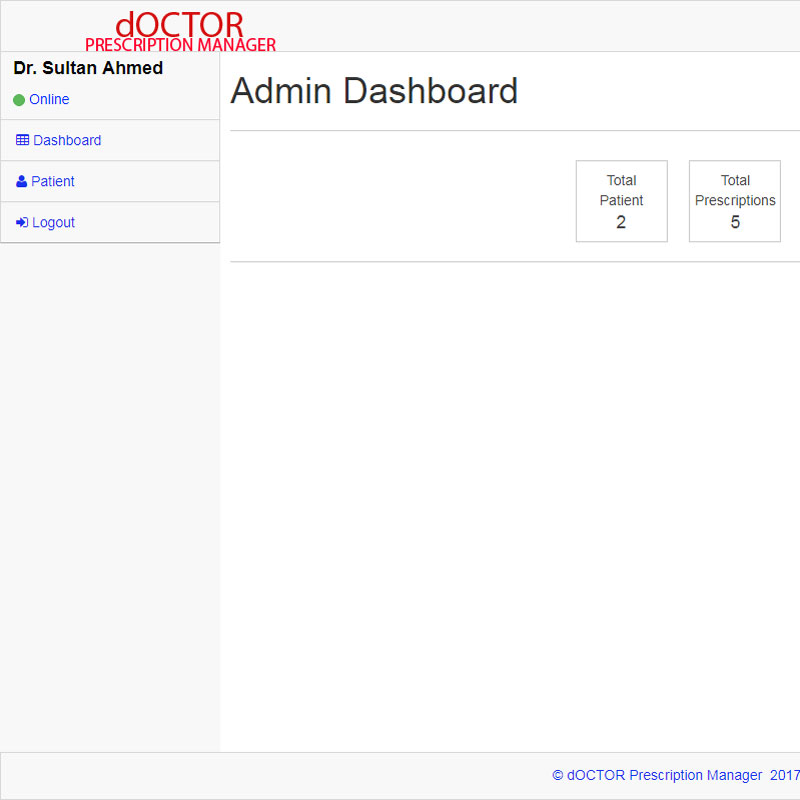 dOCTOR
PRESCRIPTION MANAGER
Dr. Sultan Ahmed
Online
Dashboard
Patient
Logout
Admin Dashboard
Total
Patient
2
Total
Prescriptions
5
© dOCTOR Prescription Manager 2017